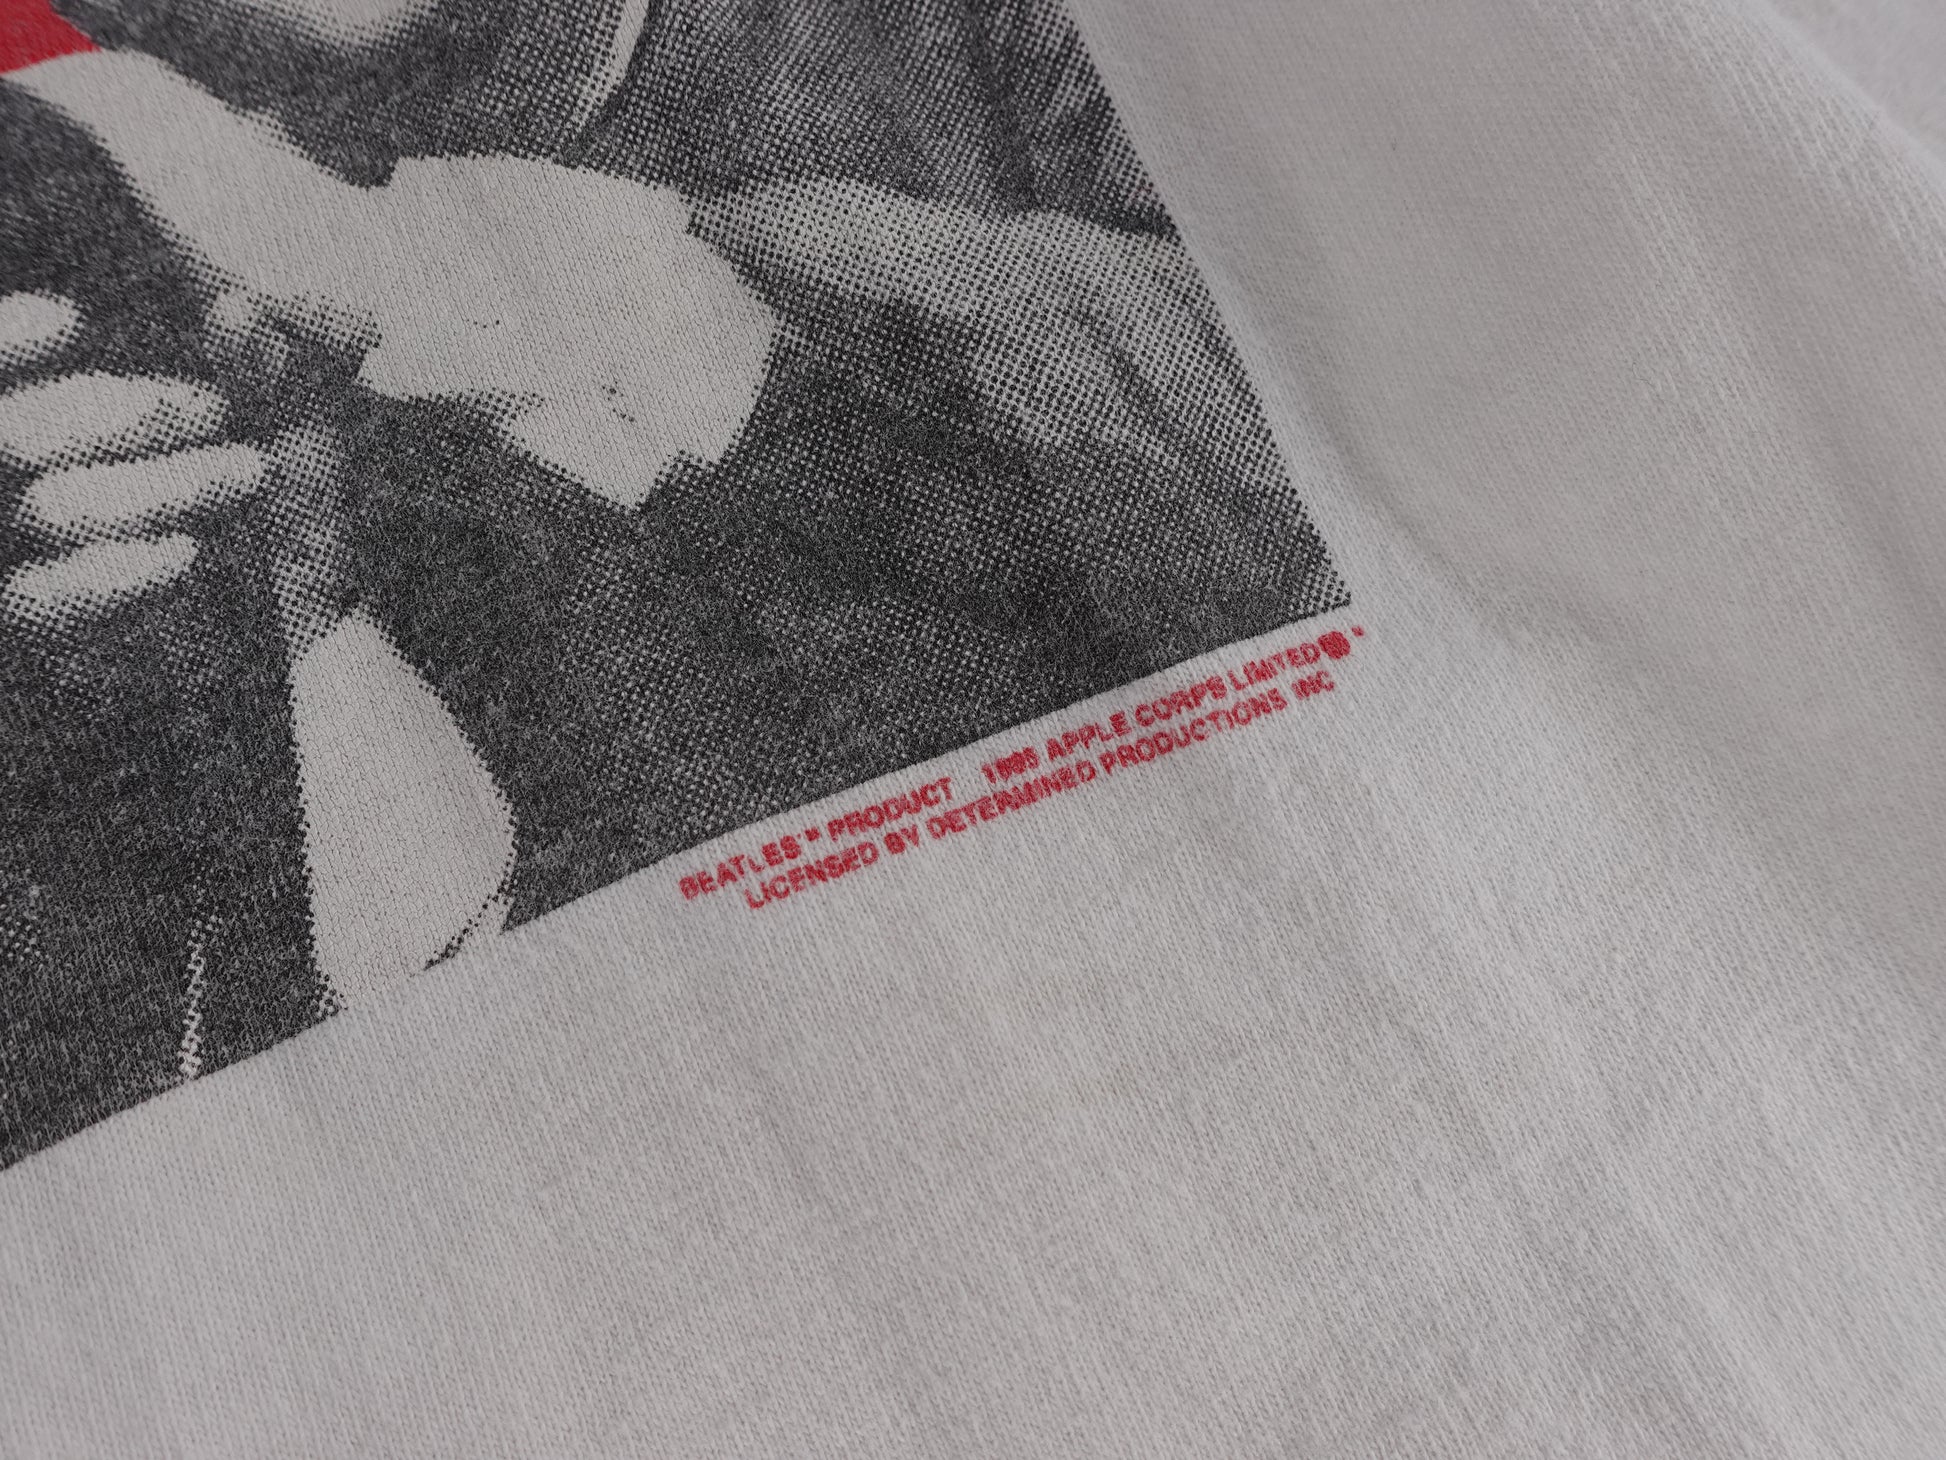 BEATLES™ PRODUCT APPLE CORPS LIMITED
LICENSED BY DETERMINED PRODUCTIONS INC